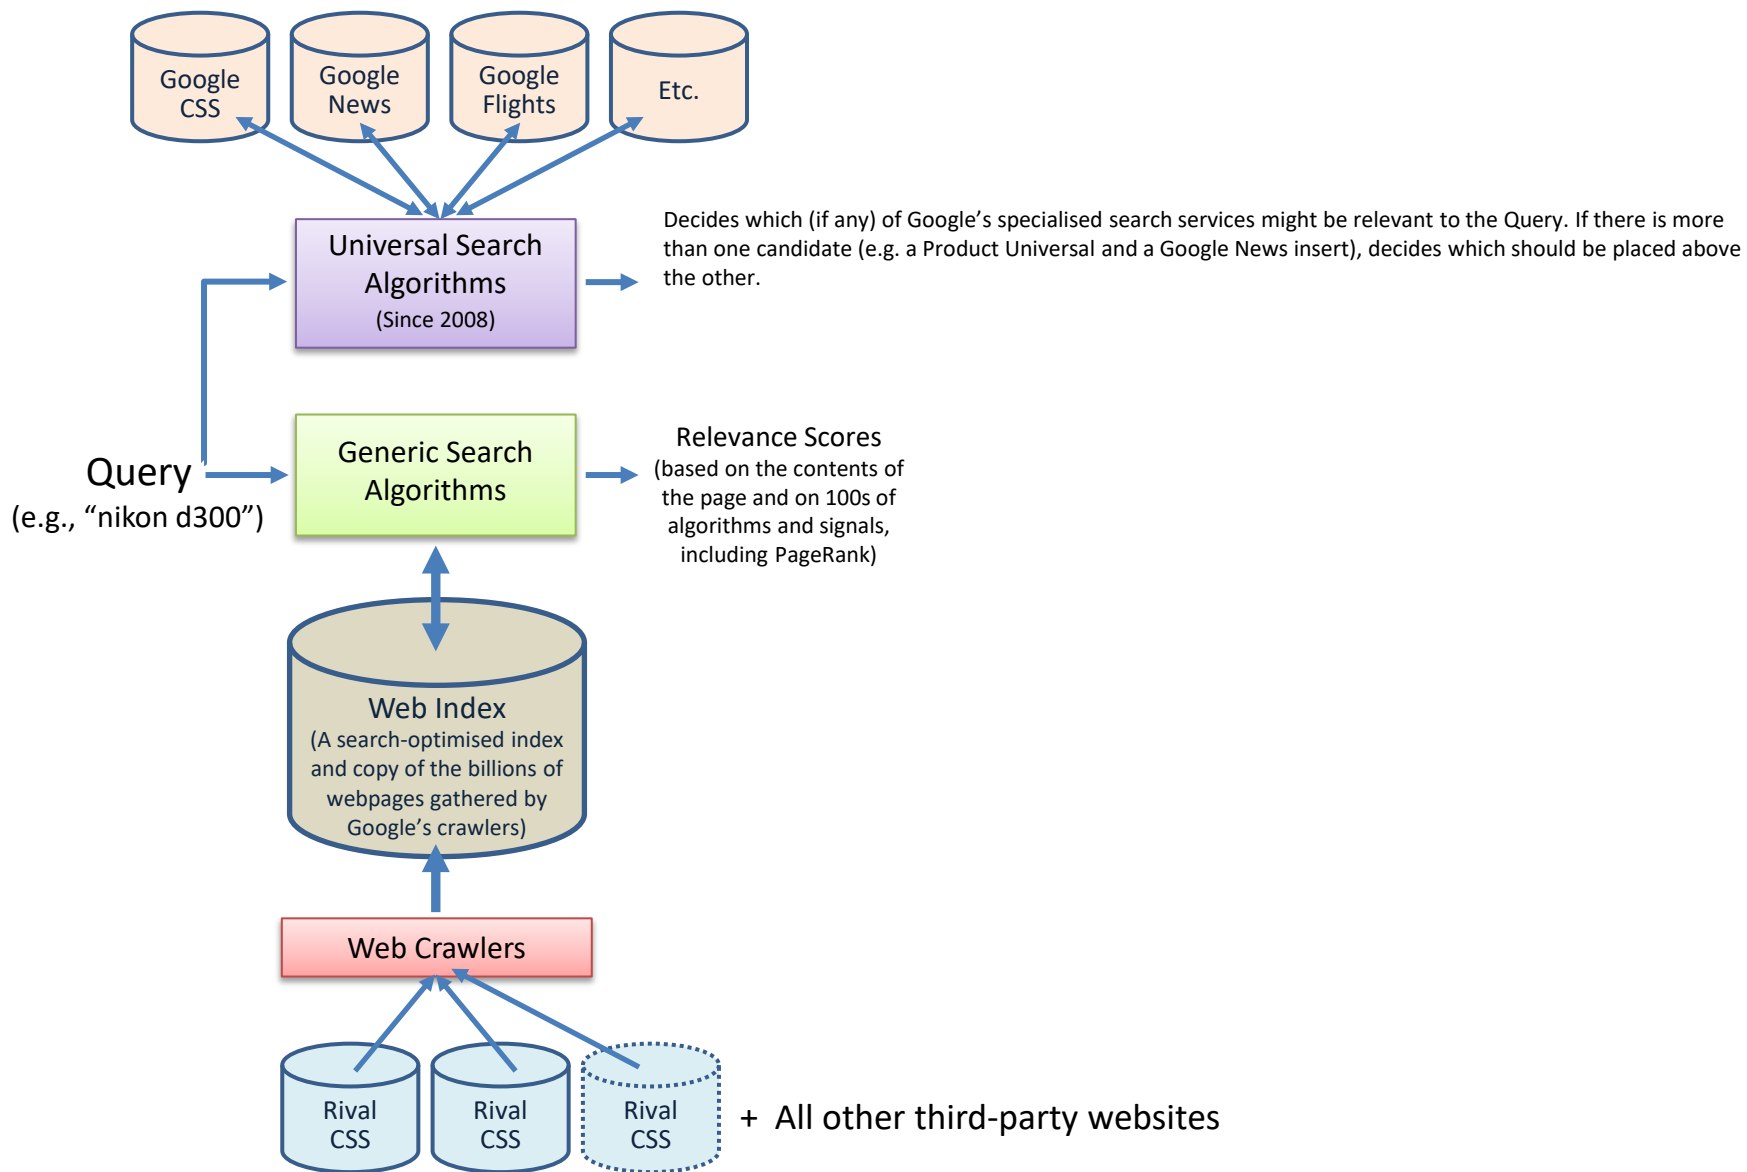 Google
CSS
Google
News
Google
Flights
Etc.
Universal Search
Algorithms
(Since 2008)
Decides which (if any) of Google’s specialised search services might be relevant to the Query. If there is more
than one candidate (e.g. a Product Universal and a Google News insert), decides which should be placed above
the other.
Query
(e.g., “nikon d300”)
Generic Search
Algorithms
Relevance Scores
(based on the contents of
the page and on 100s of
algorithms and signals,
including PageRank)
Web Index
(A search-optimised index
and copy of the billions of
webpages gathered by
Google’s crawlers)
Web Crawlers
Rival
CSS
Rival
CSS
Rival
CSS
+ All other third-party websites